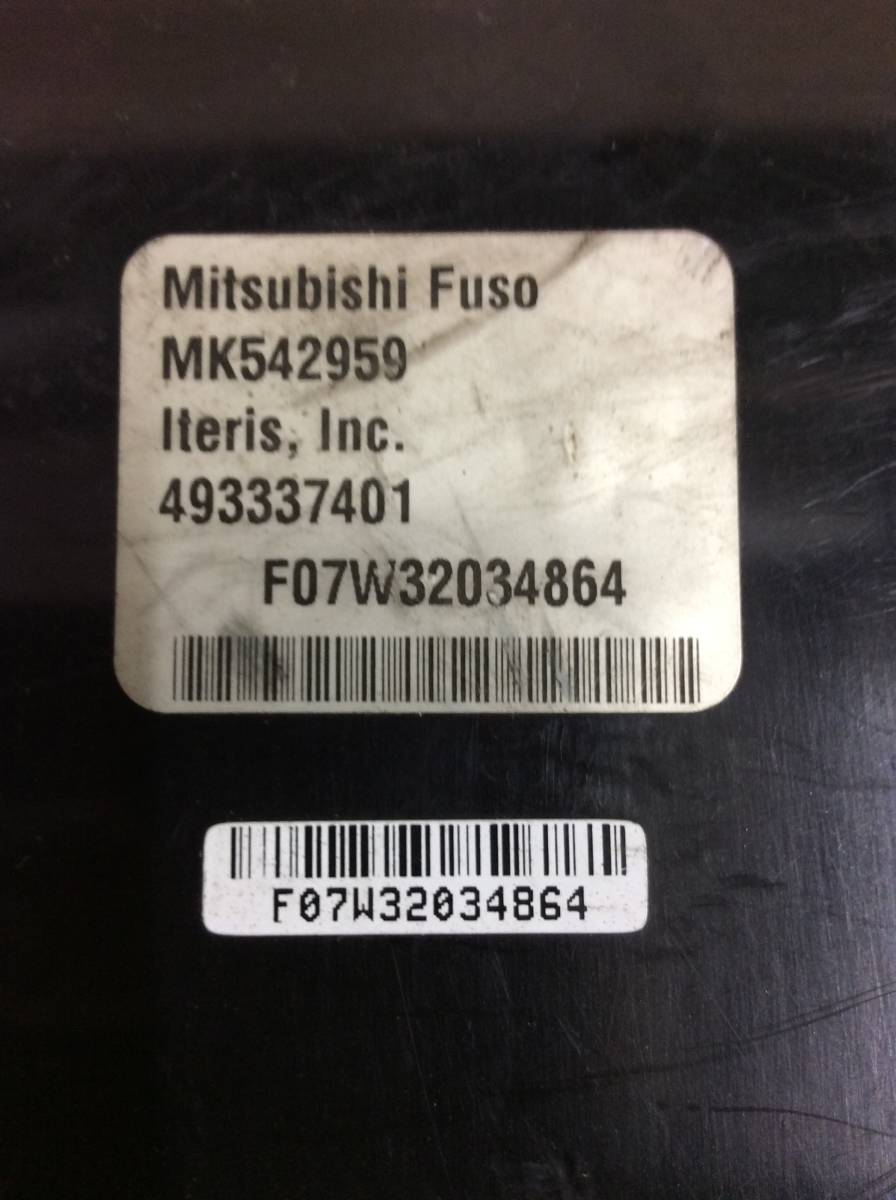 Mitsubishi Fuso
MK542959
Iteris, Inc.
493337401
F07W32034864
F07W32034864